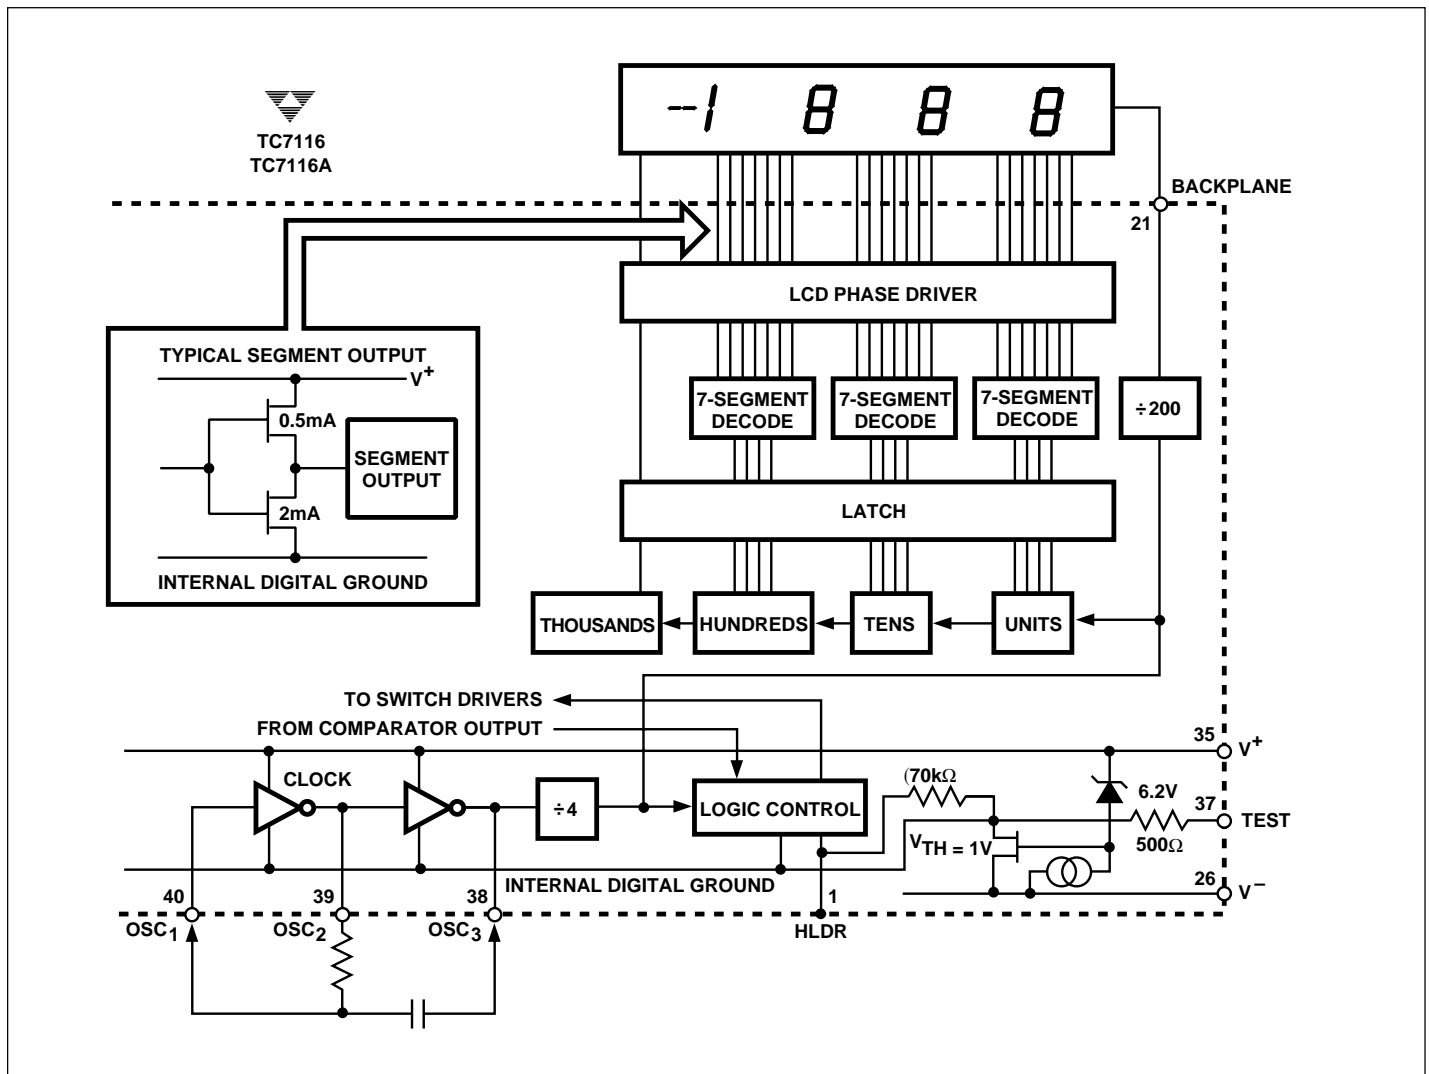 -1 8 8 8
TC7116
TC7116A
BACKPLANE
21
LCD PHASE DRIVER
TYPICAL SEGMENT OUTPUT
V+
0.5mA
SEGMENT
OUTPUT
2mA
INTERNAL DIGITAL GROUND
7-SEGMENT
DECODE
7-SEGMENT
DECODE
7-SEGMENT
DECODE
÷200
LATCH
THOUSANDS
HUNDREDS
TENS
UNITS
TO SWITCH DRIVERS
FROM COMPARATOR OUTPUT
35
V+
CLOCK
÷4
LOGIC CONTROL
(70kΩ
6.2V
37
TEST
500Ω
VTH = 1V
INTERNAL DIGITAL GROUND
26
V–
40
39
38
1
OSC1
OSC2
OSC3
HLDR